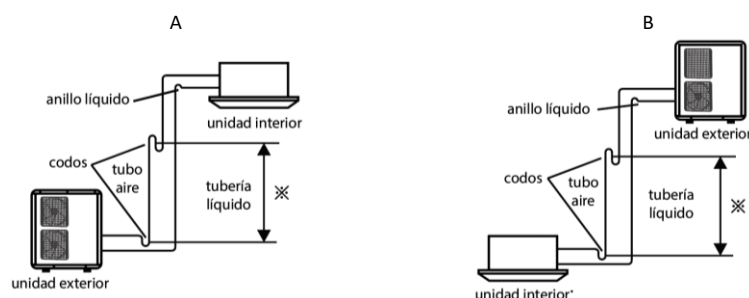 A
anillo líquido
unidad interior
codos
tubo
aire
tubería
líquido
※
unidad exterior
B
anillo líquido
unidad exterior
codos
tubo
aire
tubería
líquido
※
unidad interior*